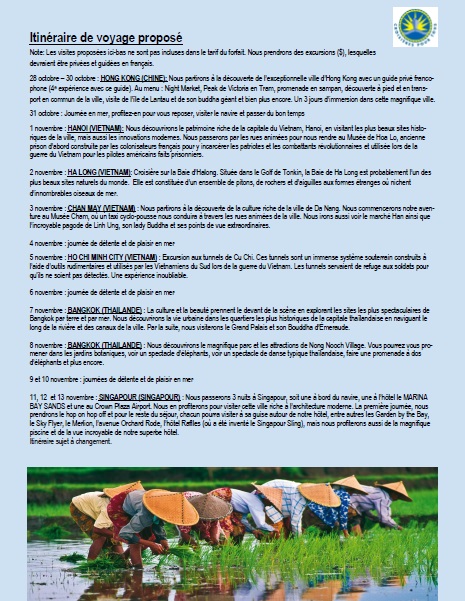 Itinéraire de voyage proposé
Note: Les visites proposées ici-bas ne sont pas incluses dans le tarif du forfait. Nous prendrons des excursions ($), lesquelles
devraient être privées et guidées en français.
28 octobre – 30 octobre : HONG KONG (CHINE): Nous partirons à la découverte de l'exceptionnelle ville d'Hong Kong avec un guide privé franco-
phone (4e expérience avec ce guide). Au menu : Night Market, Peak de Victoria en Tram, promenade en sampan, découverte à pied et en trans-
port en commun de la ville, visite de l'île de Lantau et de son buddha géant et bien plus encore. Un 3 jours d'immersion dans cette magnifique ville.
31 octobre : Journée en mer, profitez-en pour vous reposer, visiter le navire et passer du bon temps
1 novembre : HANOI (VIETNAM): Nous découvrirons le patrimoine riche de la capitale du Vietnam, Hanoi, en visitant les plus beaux sites histo-
riques de la ville, mais aussi les innovations modernes. Nous passerons par les rues animées pour nous rendre au Musée de Hoa Lo, ancienne
prison d'abord construite par les colonisateurs français pour y incarcérer les patriotes et les combattants révolutionnaires et utilisée lors de la
guerre du Vietnam pour les pilotes américains faits prisonniers.
2 novembre : HA LONG (VIETNAM): Croisière sur la Baie d'Halong. Située dans le Golf de Tonkin, la Baie de Ha Long est probablement l'un des
plus beaux sites naturels du monde. Elle est constituée d'un ensemble de pitons, de rochers et d'aiguilles aux formes étranges où nichent
d'innombrables oiseaux de mer.
3 novembre : CHAN MAY (VIETNAM) : Nous partirons à la découverte de la culture riche de la ville de Da Nang. Nous commencerons notre aven-
ture au Musée Cham, ou un taxi cyclo-pousse nous conduira à travers les rues animées de la ville. Nous irons aussi voir le marché Han ainsi que
l'incroyable pagode de Linh Ung, son lady Buddha et ses points de vue extraordinaires.
4 novembre : journée de détente et de plaisir en mer
5 novembre : HO CHI MINH CITY (VIETNAM) : Excursion aux tunnels de Cu Chi. Ces tunnels sont un immense système souterrain construits à
l'aide d'outils rudimentaires et utilisés par les Vietnamiens du Sud lors de la guerre du Vietnam. Les tunnels servaient de refuge aux soldats pour
qu'ils ne soient pas détectés. Une expérience inoubliable.
6 novembre : journée de détente et de plaisir en mer
7 novembre : BANGKOK (THAILANDE) : La culture et la beauté prennent le devant de la scène en explorant les sites les plus spectaculaires de
Bangkok par terre et par mer. Nous découvrirons la vie urbaine dans les quartiers les plus historiques de la capitale thaïlandaise en naviguant le
long de la rivière et des canaux de la ville. Par la suite, nous visiterons le Grand Palais et son Bouddha d'Émeraude.
8 novembre : BANGKOK (THAILANDE) : Nous découvrirons le magnifique parc et les attractions de Nong Nooch Village. Vous pourrez vous pro-
mener dans les jardins botaniques, voir un spectacle d'éléphants, voir un spectacle de danse typique thaïlandaise, faire une promenade à dos
d'éléphants et plus encore.
9 et 10 novembre : journées de détente et de plaisir en mer
11, 12 et 13 novembre : SINGAPOUR (SINGAPOUR) : Nous passerons 3 nuits à Singapour, soit une à bord du navire, une à l'hôtel le MARINA
BAY SANDS et une au Crown Plaza Airport. Nous en profiterons pour visiter cette ville riche à l'architecture moderne. La première journée, nous
prendrons le hop on hop off et pour le reste du séjour, chacun pourra visiter à sa guise autour de notre hôtel, entre autres les Garden by the Bay,
le Sky Flyer, le Merlion, l'avenue Orchard Rode, l'hôtel Raffles (où a été inventé le Singapour Sling), mais nous profiterons aussi de la magnifique
piscine et de la vue incroyable de notre superbe hôtel.
Itinéraire sujet à changement.